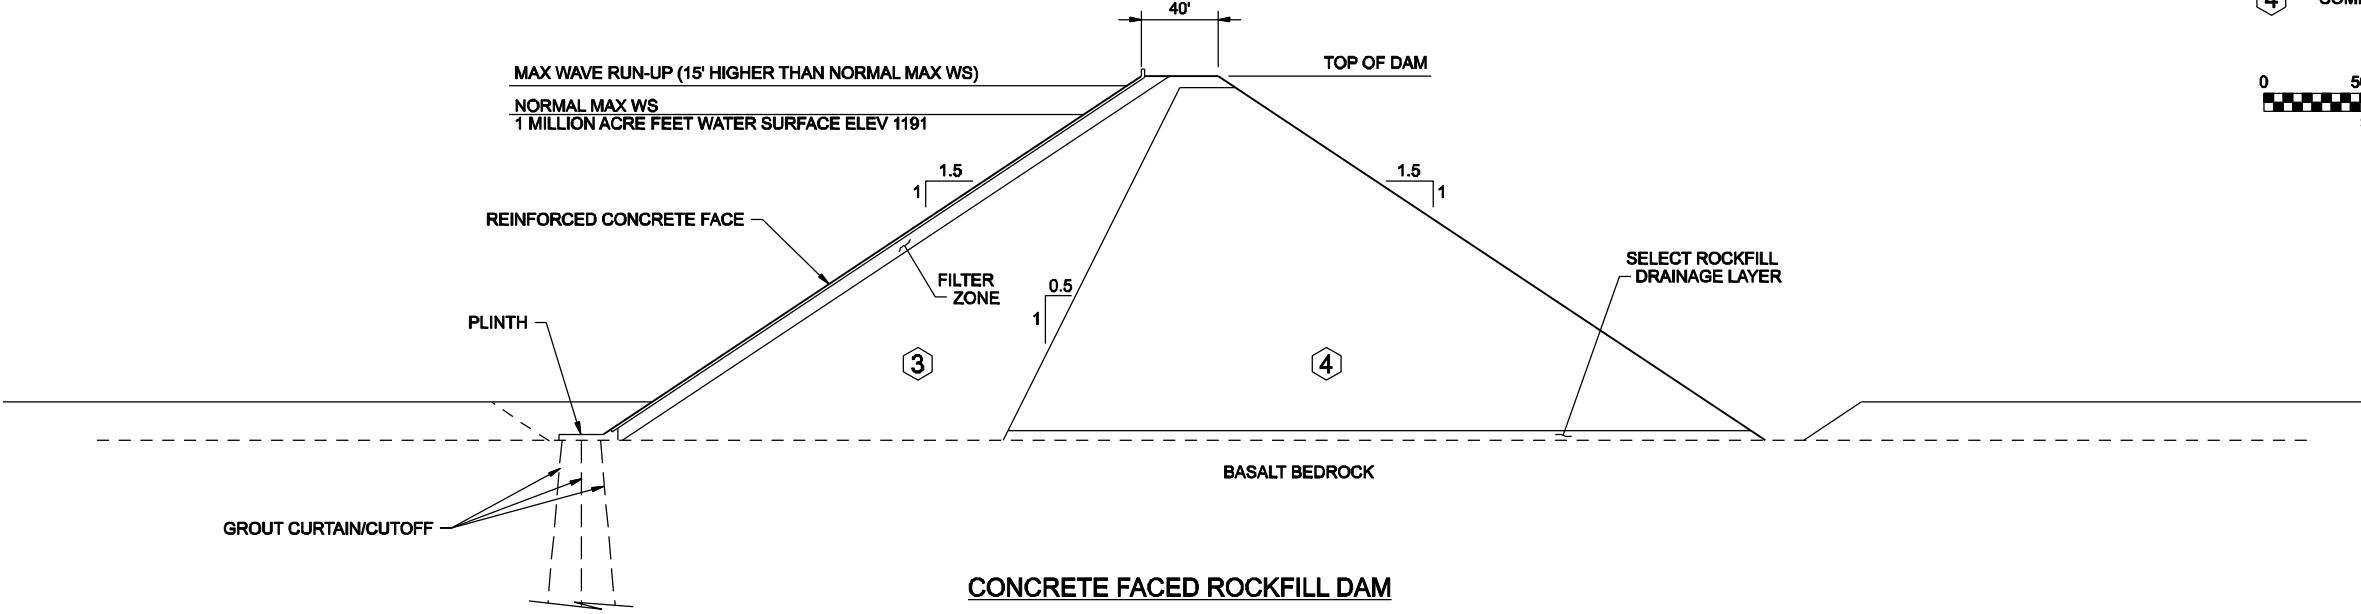 40'
4
MAX WAVE RUN-UP (15' HIGHER THAN NORMAL MAX WS)
TOP OF DAM
NORMAL MAX WS
1 MILLION ACRE FEET WATER SURFACE ELEV 1191
0
1.5
1
1.5
1
REINFORCED CONCRETE FACE
FILTER
ZONE
SELECT ROCKFILL
DRAINAGE LAYER
0.5
1
PLINTH
3
4
BASALT BEDROCK
GROUT CURTAIN/CUTOFF
CONCRETE FACED ROCKFILL DAM